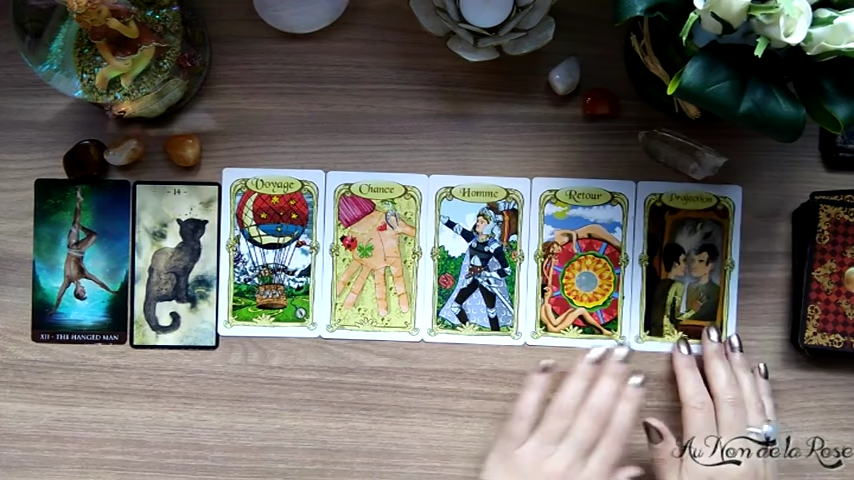 XII - THE HANGED MAN
- 14 -
Voyage
Chance
Homme
Retour
Projection
Au Nom de la Rose